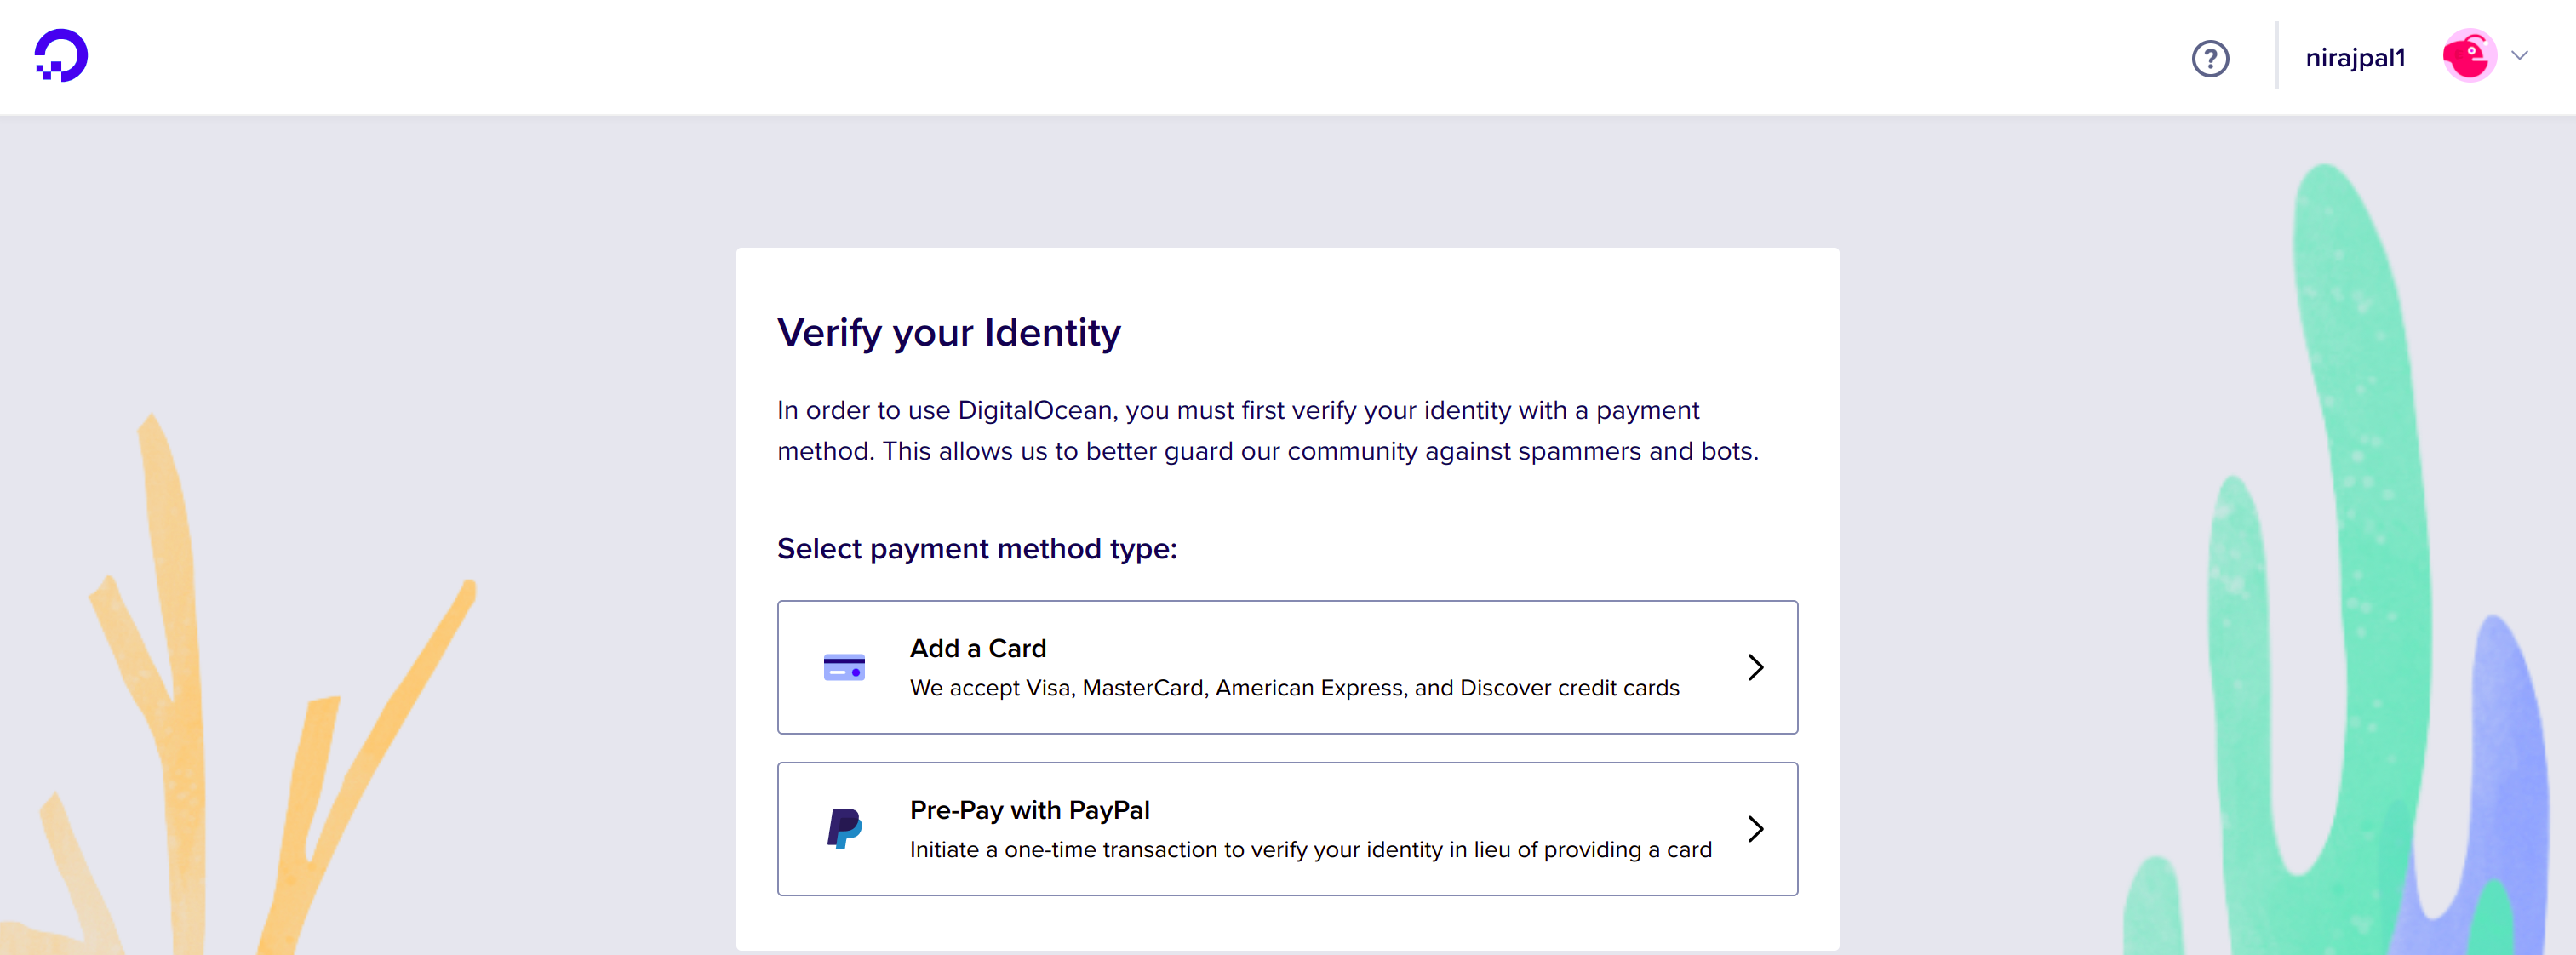 nirajpal1
Verify your Identity
In order to use DigitalOcean, you must first verify your identity with a payment
method. This allows us to better guard our community against spammers and bots.
Select payment method type:
Add a Card
We accept Visa, MasterCard, American Express, and Discover credit cards
Pre-Pay with PayPal
Initiate a one-time transaction to verify your identity in lieu of providing a card